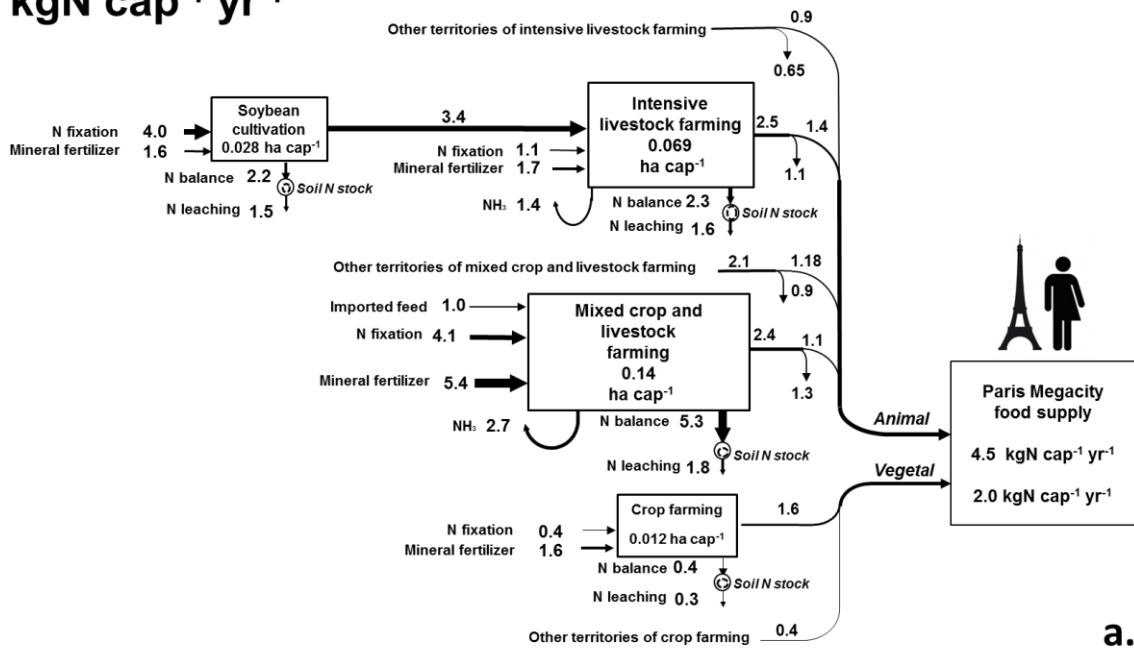 kgN cap⁻¹ yr⁻¹
Other territories of intensive livestock farming
0.9
0.65
Soybean
cultivation
0.028 ha cap⁻¹
N fixation 4.0
Mineral fertilizer 1.6
N balance 2.2
Soil N stock
N leaching 1.5
3.4
Intensive
livestock farming
0.069
ha cap⁻¹
N fixation 1.1
Mineral fertilizer 1.7
NH₃ 1.4
N balance 2.3
Soil N stock
N leaching 1.6
2.5
1.4
1.1
Other territories of mixed crop and livestock farming
2.1
1.18
0.9
Imported feed 1.0
N fixation 4.1
Mineral fertilizer 5.4
Mixed crop and
livestock
farming
0.14
ha cap⁻¹
2.4
1.1
1.3
NH₃ 2.7
N balance 5.3
Soil N stock
N leaching 1.8
Animal
Vegetal
Paris Megacity
food supply
4.5 kgN cap⁻¹ yr⁻¹
2.0 kgN cap⁻¹ yr⁻¹
Crop farming
0.012 ha cap⁻¹
1.6
N fixation 0.4
Mineral fertilizer 1.6
N balance 0.4
Soil N stock
N leaching 0.3
Other territories of crop farming
0.4
a.